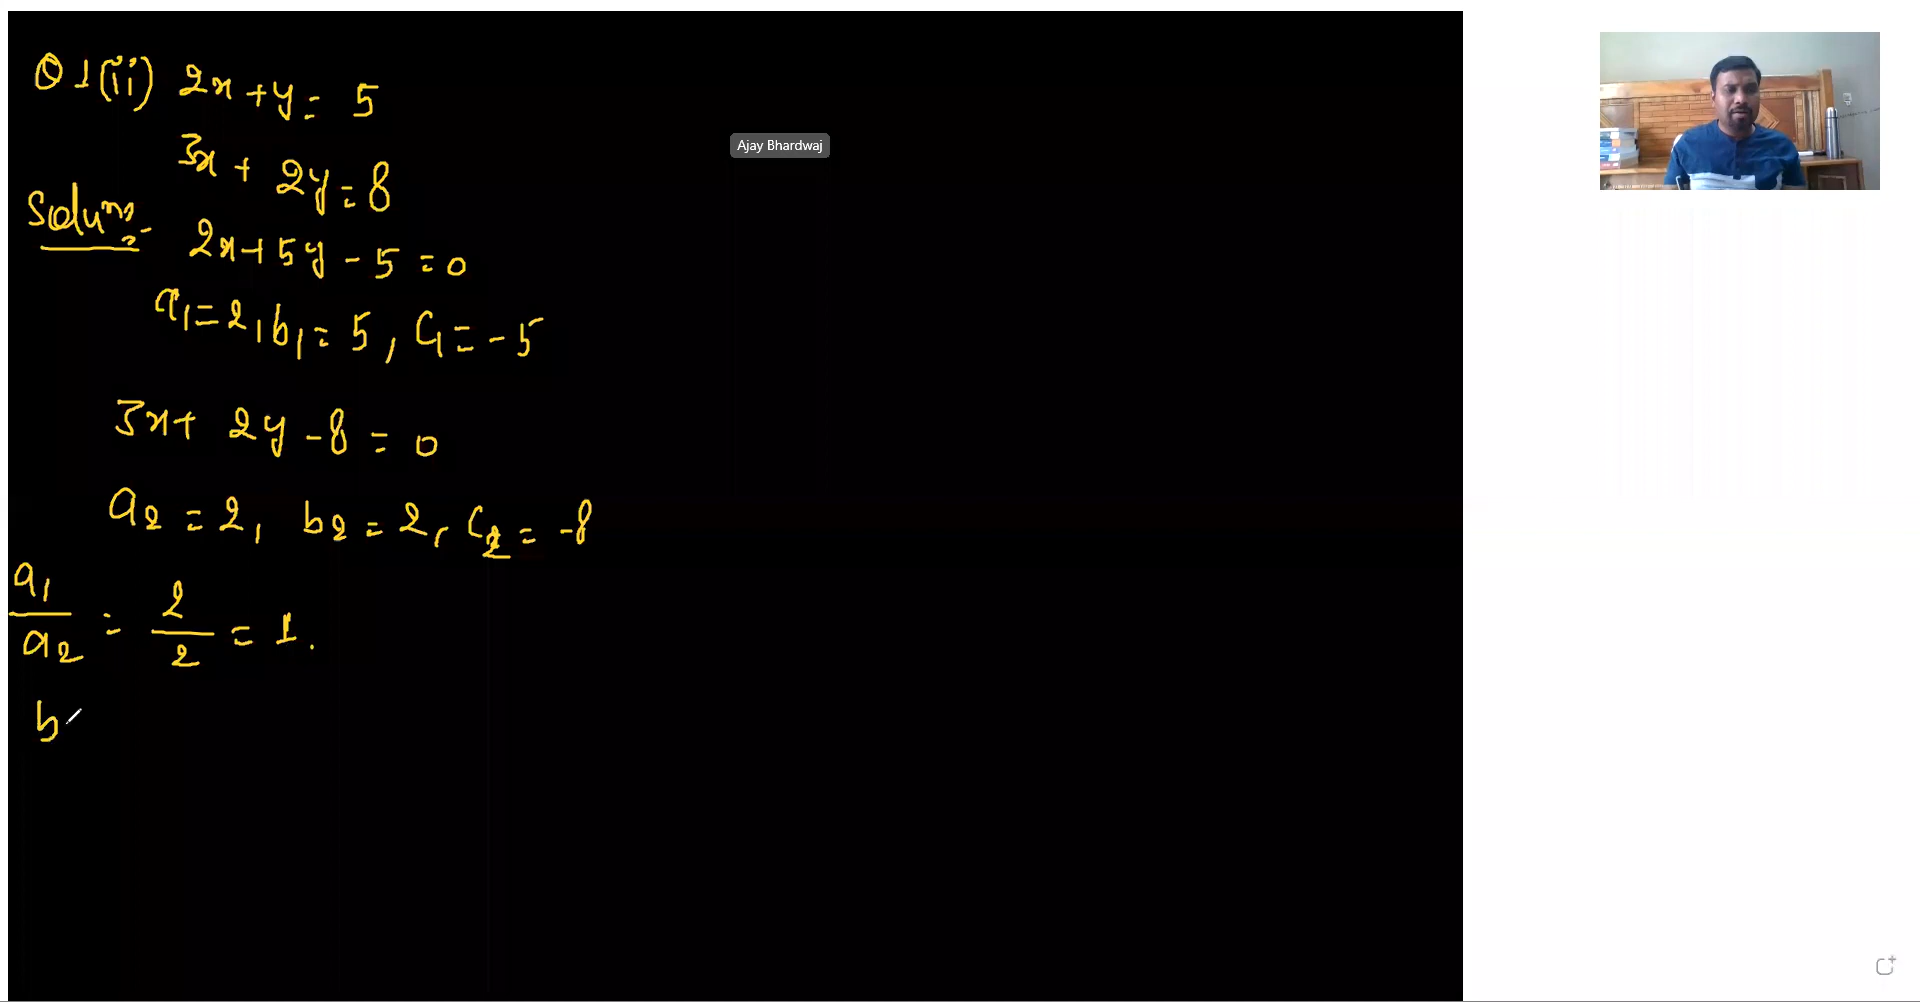 Q 1(ii) 2x + y = 5
3x + 2y = 8
Soluns-
2x + 5y - 5 = 0
a₁ = 2, b₁ = 5, C₁ = -5
3x + 2y - 8 = 0
a₂ = 2, b₂ = 2, C₂ = -8
a₁/a₂ = 2/2 = 1.
b
Ajay Bhardwaj